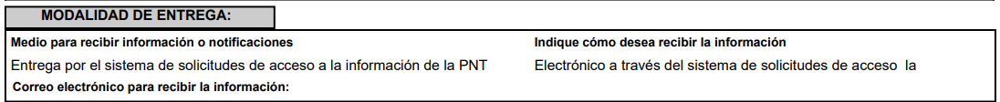 MODALIDAD DE ENTREGA:
Medio para recibir información o notificaciones
Indique cómo desea recibir la información
Entrega por el sistema de solicitudes de acceso a la información de la PNT
Electrónico a través del sistema de solicitudes de acceso  la
Correo electrónico para recibir la información: